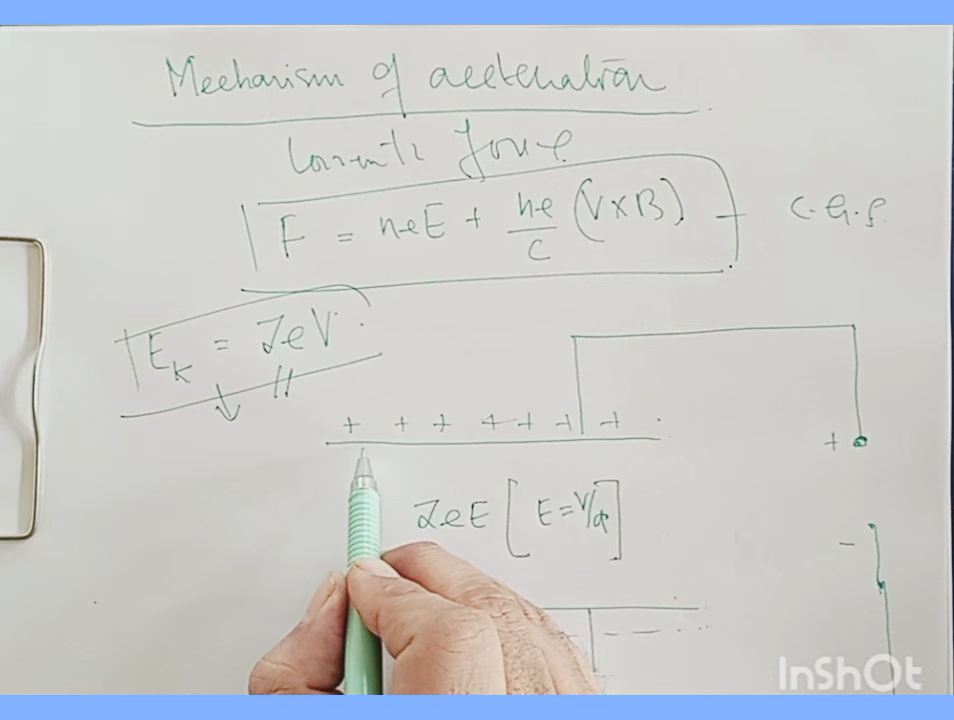 Mechanism of acceleration
Lorentz force
F = neE + ne/c (V×B) - C.G.S
E_K = ZeV.
+ + + + + + +
+
ZeE [E=V/d]
-
InShOt